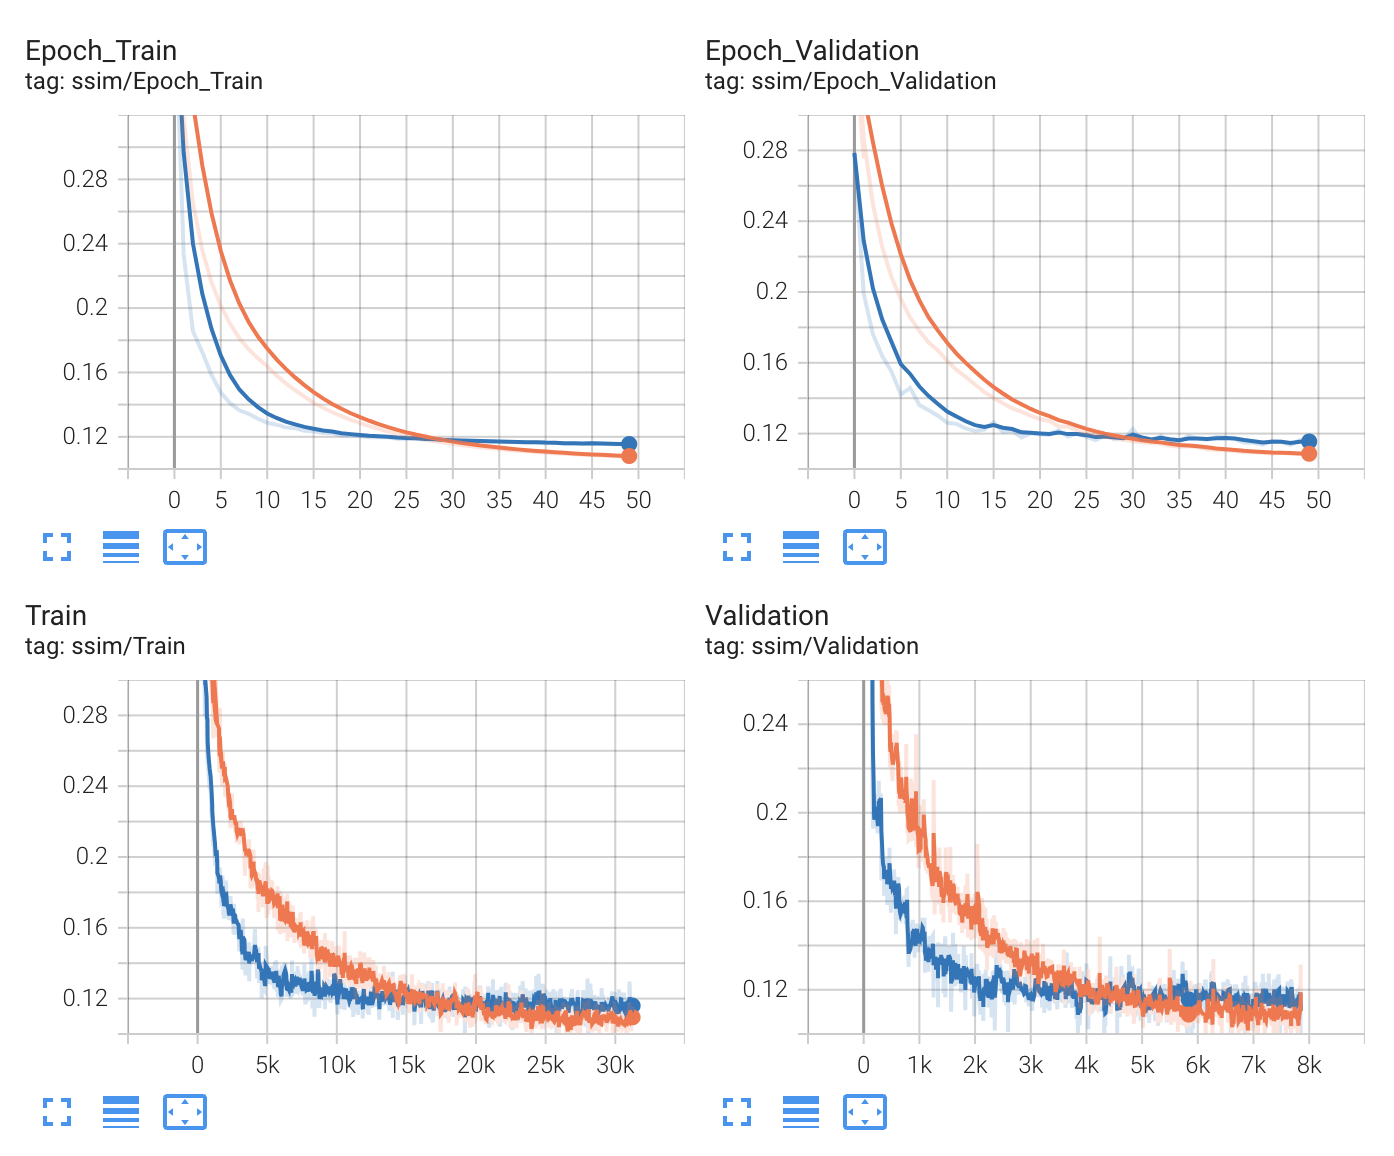 Epoch_Train
tag: ssim/Epoch_Train
0.28
0.24
0.2
0.16
0.12
0 5 10 15 20 25 30 35 40 45 50
Epoch_Validation
tag: ssim/Epoch_Validation
0.28
0.24
0.2
0.16
0.12
0 5 10 15 20 25 30 35 40 45 50
Train
tag: ssim/Train
0.28
0.24
0.2
0.16
0.12
0 5k 10k 15k 20k 25k 30k
Validation
tag: ssim/Validation
0.24
0.2
0.16
0.12
0 1k 2k 3k 4k 5k 6k 7k 8k